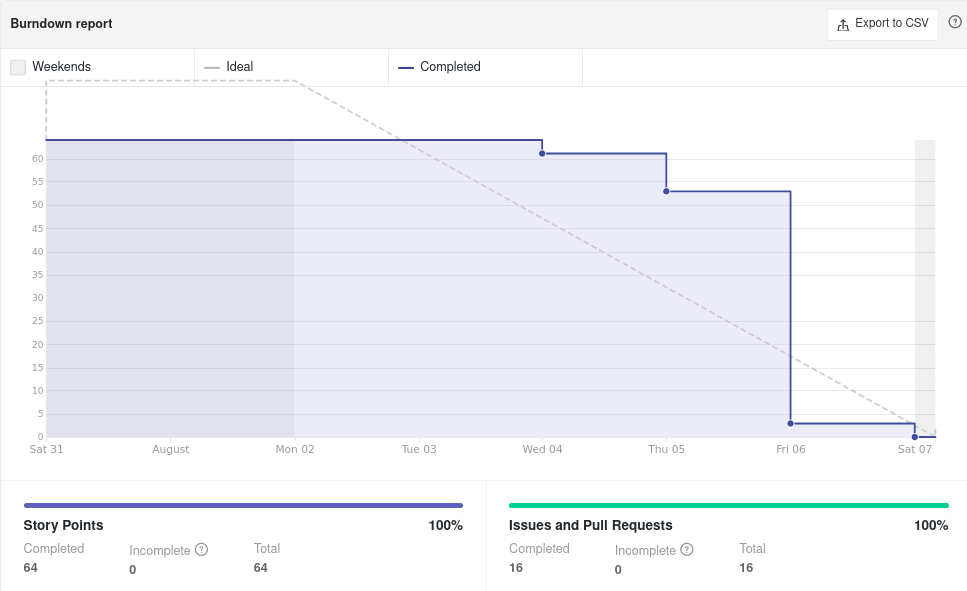 Burndown report
Export to CSV
?
Weekends
Ideal
Completed
60
55
50
45
40
35
30
25
20
15
10
5
0
Sat 31 August Mon 02 Tue 03 Wed 04 Thu 05 Fri 06 Sat 07
Story Points 100%
Completed Incomplete ? Total
64 0 64
Issues and Pull Requests 100%
Completed Incomplete ? Total
16 0 16